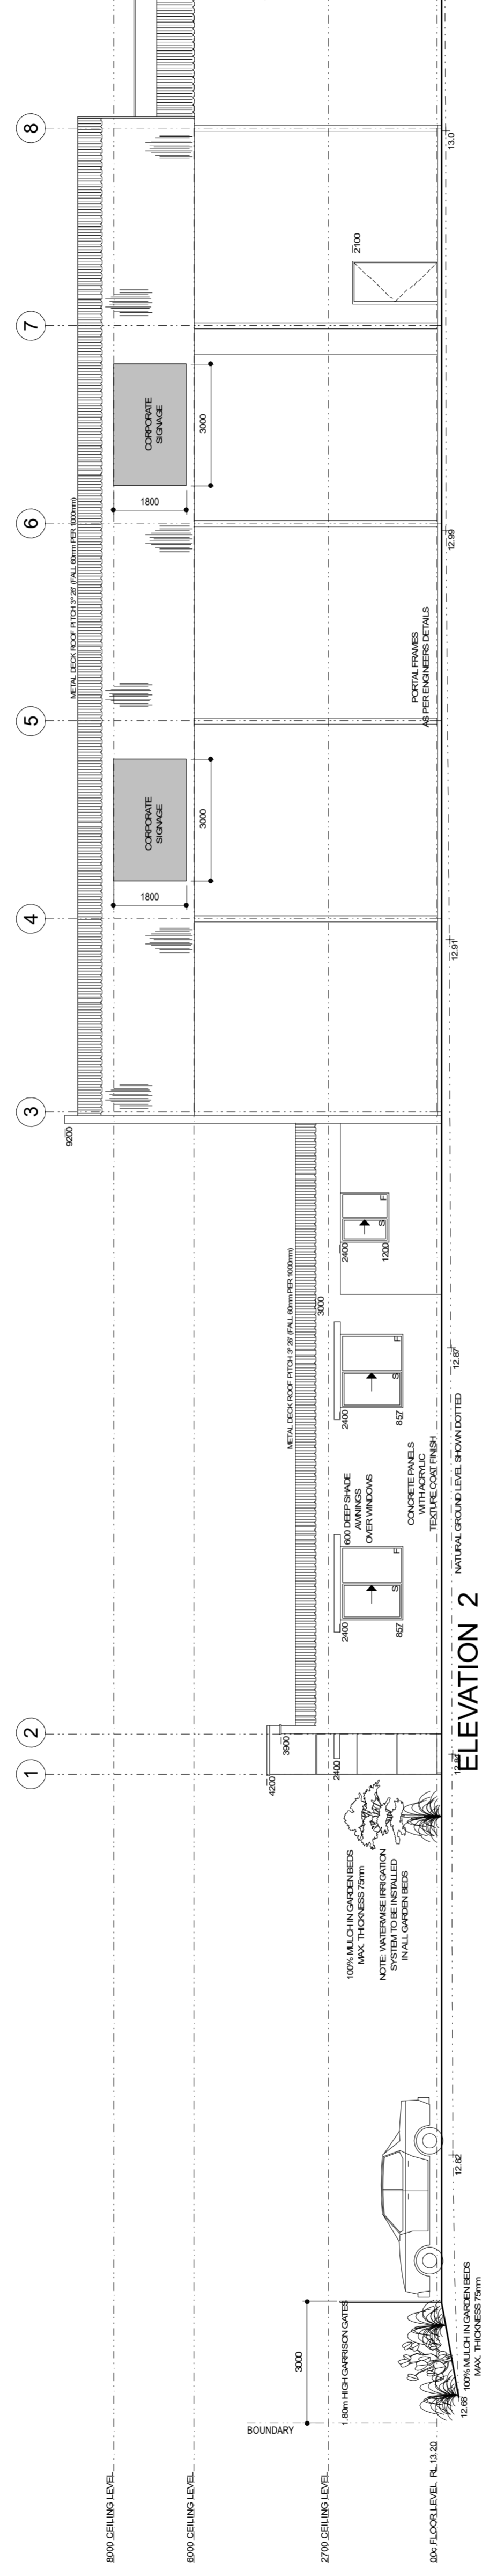 8000 CEILING LEVEL
6000 CEILING LEVEL
2700 CEILING LEVEL
00c FLOOR LEVEL RL 13.20
BOUNDARY
3000
1.80m HIGH GARRISON GATES
12.68
100% MULCH IN GARDEN BEDS
MAX. THICKNESS 75mm
12.82
100% MULCH IN GARDEN BEDS
MAX. THICKNESS 75mm
NOTE: WATERWISE IRRIGATION
SYSTEM TO BE INSTALLED
IN ALL GARDEN BEDS
1
2
4200
3900
2400
ELEVATION 2
2400
857
S
F
600 DEEP SHADE
AWNINGS
OVER WINDOWS
CONCRETE PANELS
WITH ACRYLIC
TEXTURE COAT FINISH
NATURAL GROUND LEVEL SHOWN DOTTED
2400
857
S
F
12.87
METAL DECK ROOF PITCH 3° 26' (FALL 60mm PER 1000mm)
3000
2400
1200
S
F
9200
3
4
12.91
1800
CORPORATE
SIGNAGE
3000
5
PORTAL FRAMES
AS PER ENGINEERS DETAILS
METAL DECK ROOF PITCH 3° 26' (FALL 60mm PER 1000mm)
6
12.99
1800
CORPORATE
SIGNAGE
3000
7
2100
8
13.0